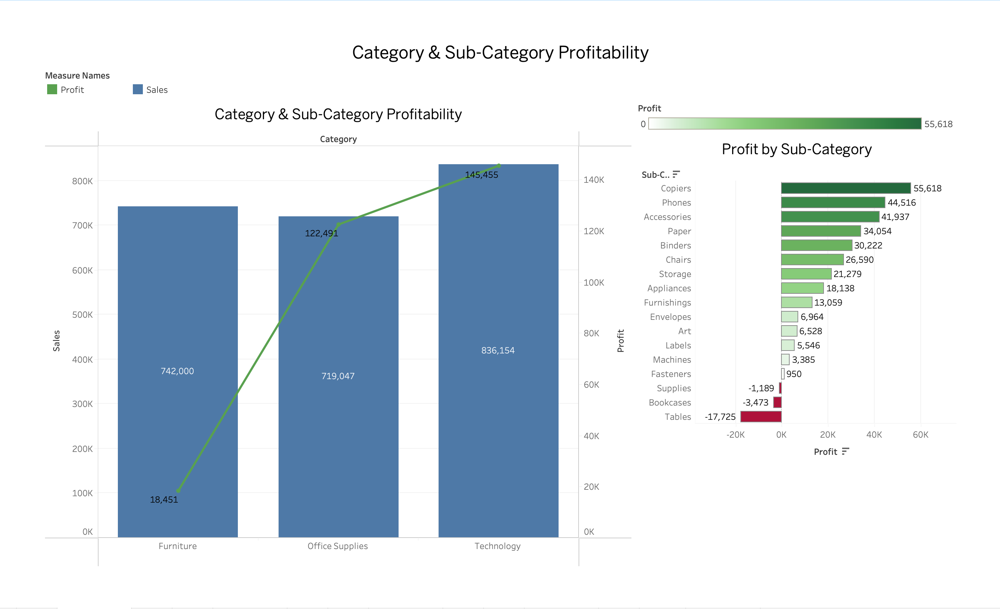 Category & Sub-Category Profitability
Measure Names
Profit Sales
Category & Sub-Category Profitability
Category
Sales
800K
700K
600K
500K
400K
300K
200K
100K
0K
145,455
122,491
836,154
742,000
719,047
18,451
Furniture Office Supplies Technology
140K
120K
100K
80K
60K
40K
20K
0K
Profit
Profit
0 55,618
Profit by Sub-Category
Sub-C..
Copiers 55,618
Phones 44,516
Accessories 41,937
Paper 34,054
Binders 30,222
Chairs 26,590
Storage 21,279
Appliances 18,138
Furnishings 13,059
Envelopes 6,964
Art 6,528
Labels 5,546
Machines 3,385
Fasteners 950
Supplies -1,189
Bookcases -3,473
Tables -17,725
-20K 0K 20K 40K 60K
Profit